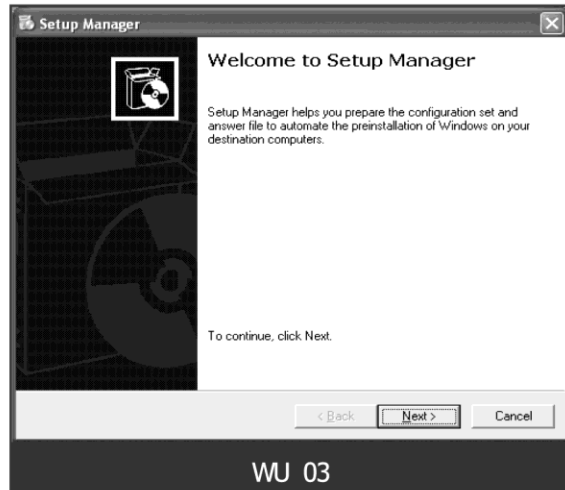 Setup Manager
Welcome to Setup Manager
Setup Manager helps you prepare the configuration set and
answer file to automate the preinstallation of Windows on your
destination computers.
To continue, click Next.
< Back
Next >
Cancel
WU 03